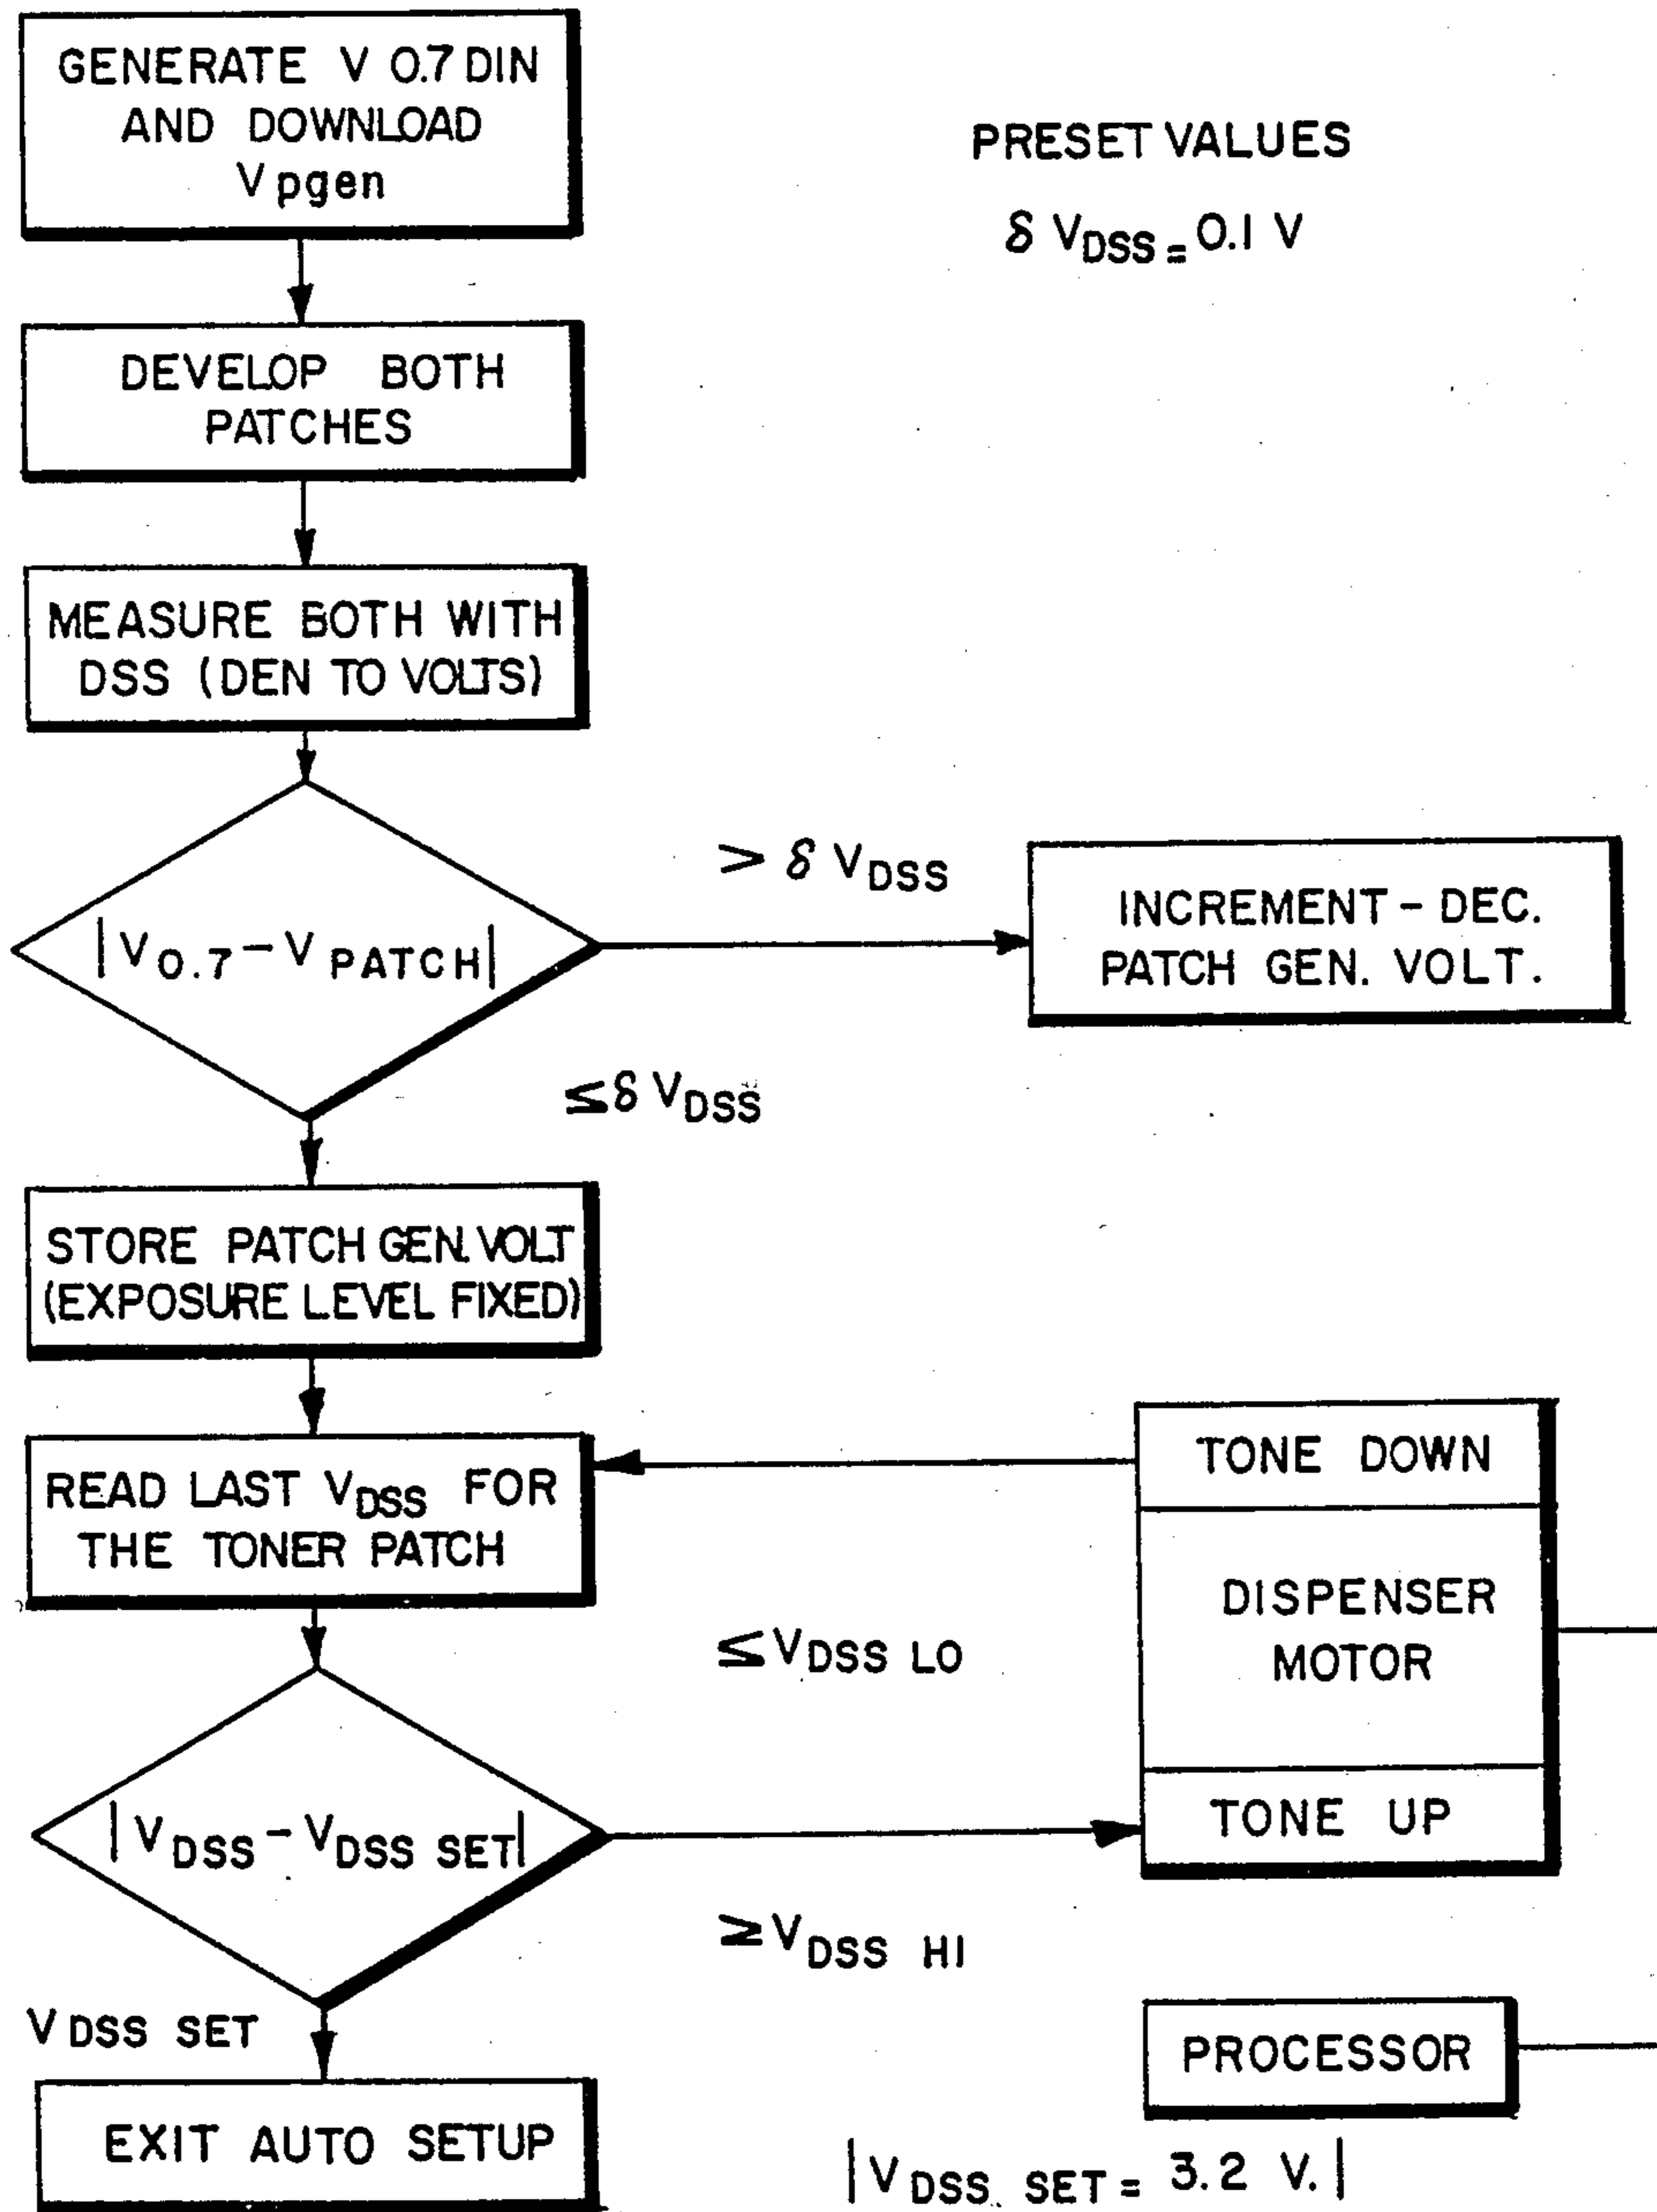 GENERATE V 0.7 DIN
AND DOWNLOAD
Vpgen
PRESET VALUES
δ VDSS = 0.1 V
DEVELOP BOTH
PATCHES
MEASURE BOTH WITH
DSS (DEN TO VOLTS)
|V0.7 - V PATCH|
> δ VDSS
INCREMENT - DEC.
PATCH GEN. VOLT.
≤ δ VDSS
STORE PATCH GEN. VOLT
(EXPOSURE LEVEL FIXED)
READ LAST VDSS FOR
THE TONER PATCH
TONE DOWN
DISPENSER
MOTOR
TONE UP
≤ VDSS LO
|VDSS - VDSS SET|
≥ VDSS HI
V DSS SET
PROCESSOR
EXIT AUTO SETUP
|V DSS. SET = 3.2 V.|